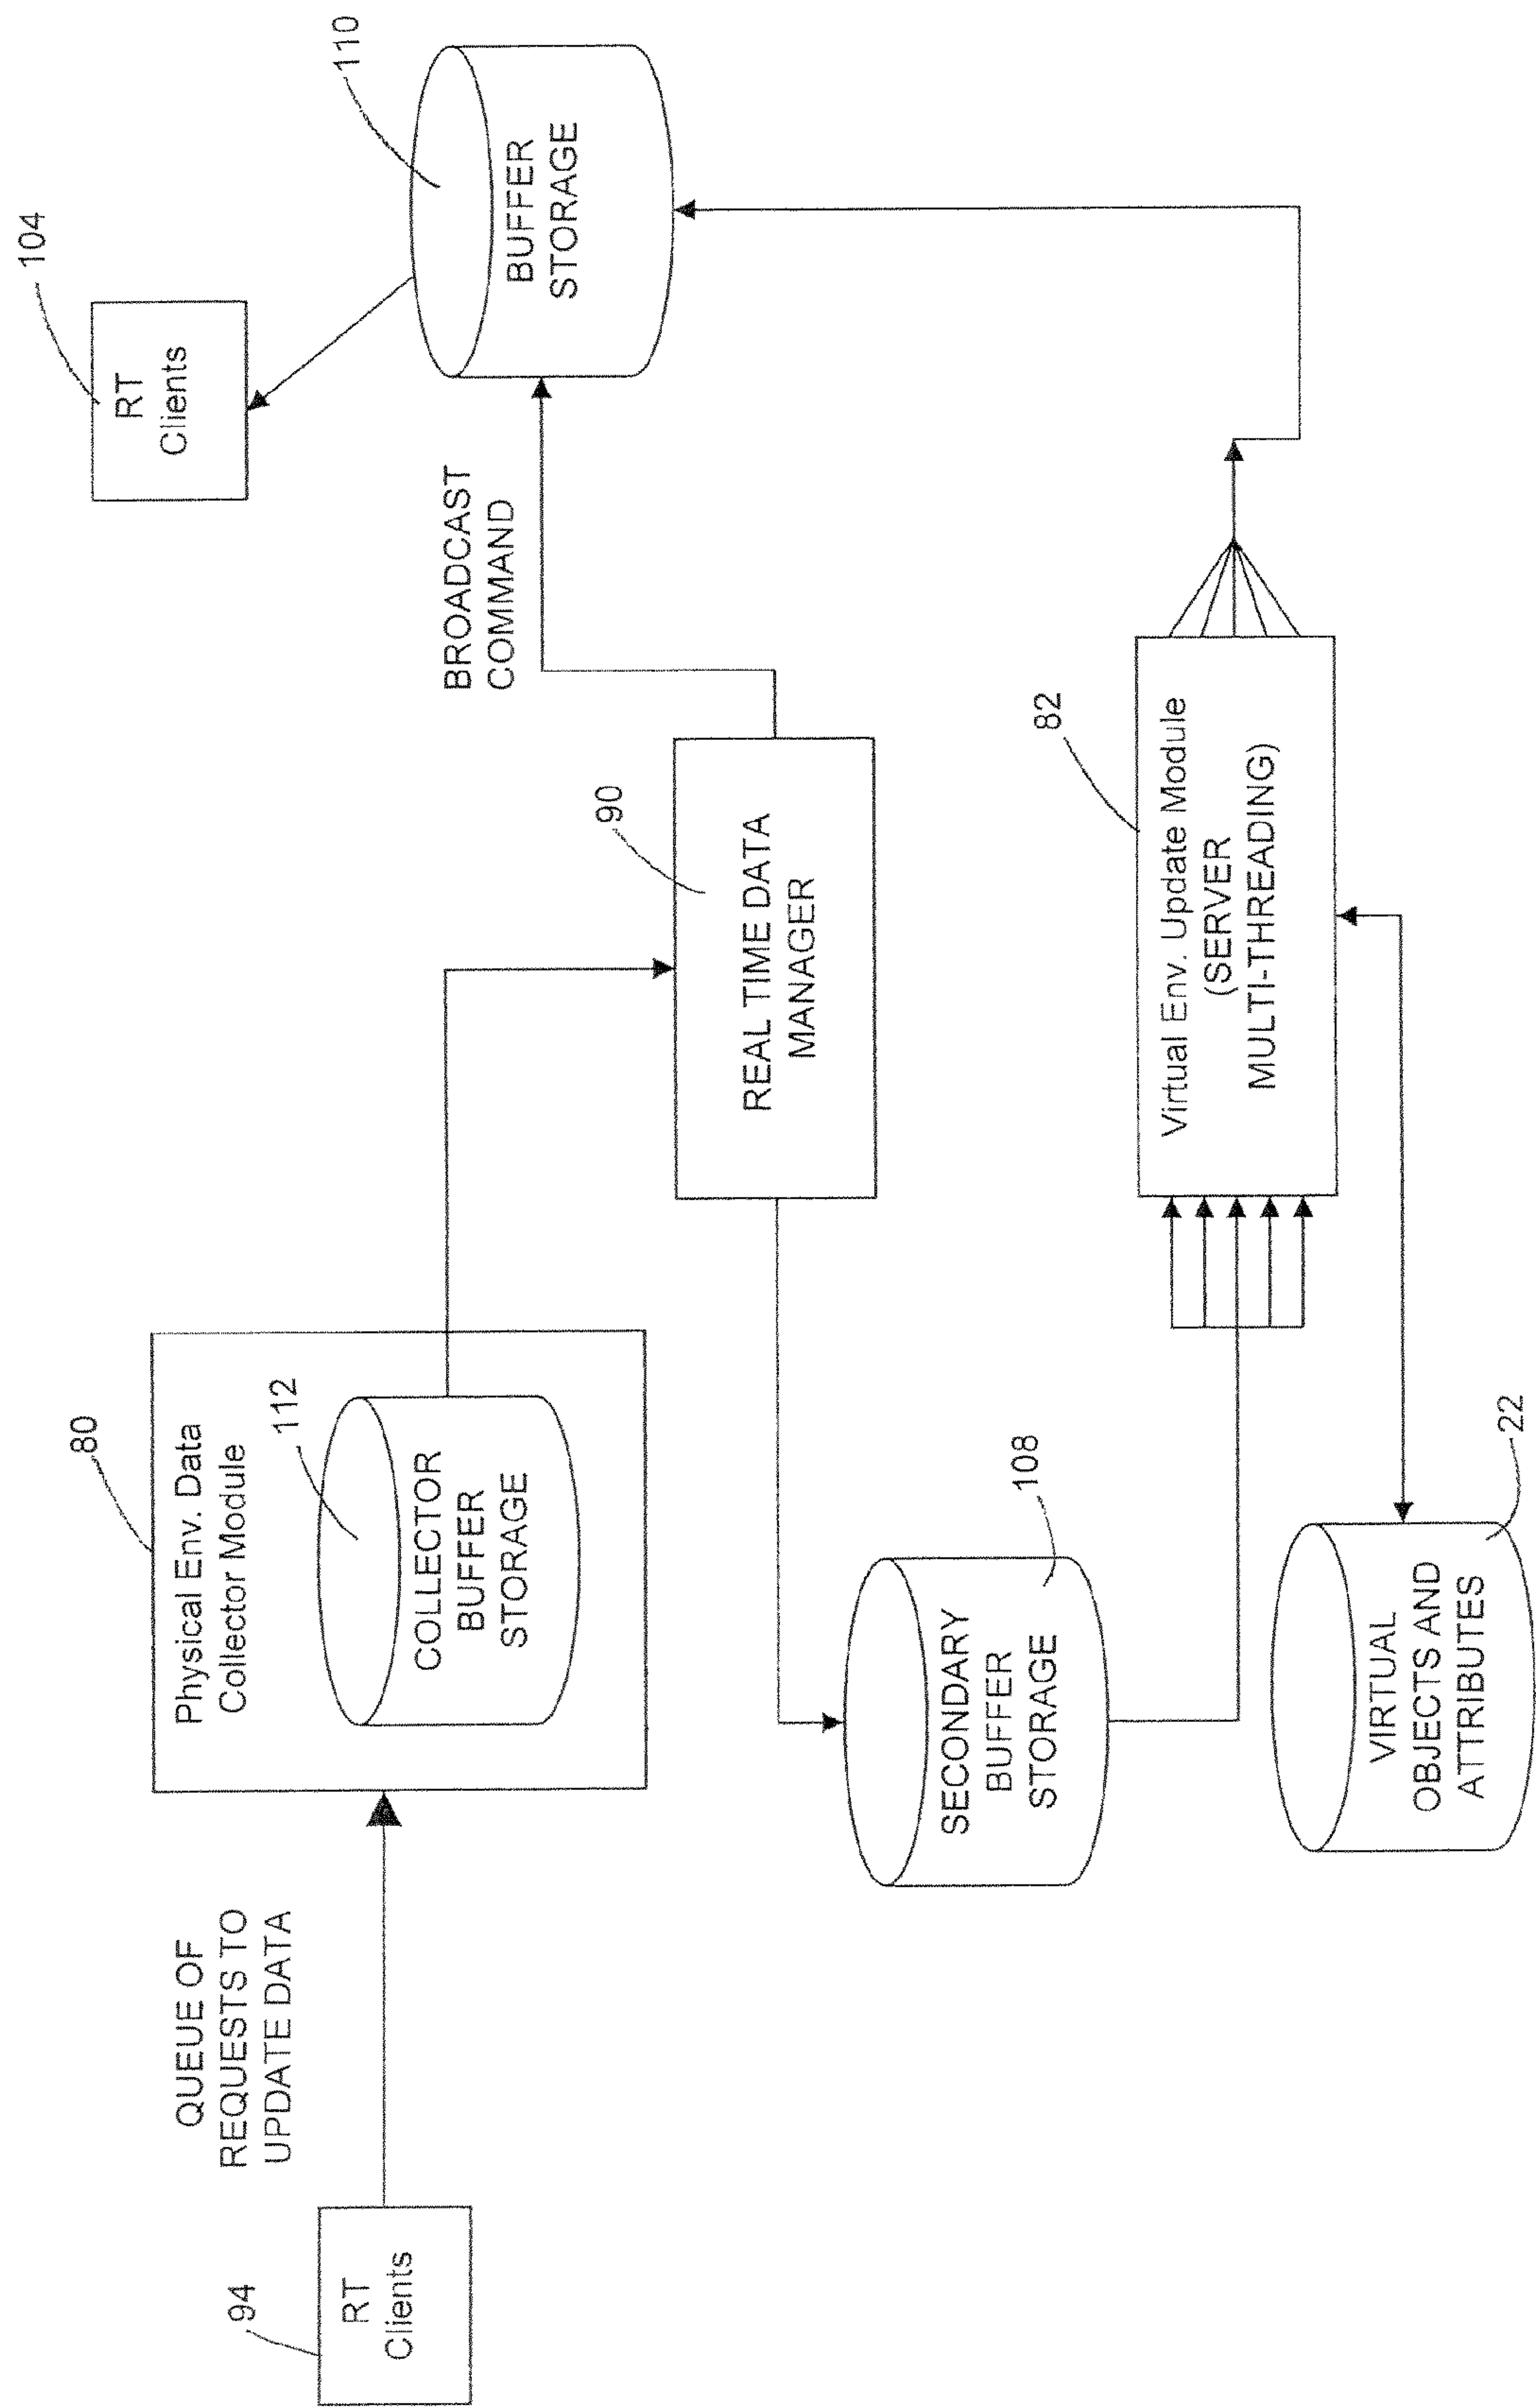 94
RT
Clients
QUEUE OF
REQUESTS TO
UPDATE DATA
80
Physical Env. Data
Collector Module
112
COLLECTOR
BUFFER
STORAGE
90
REAL TIME DATA
MANAGER
BROADCAST
COMMAND
104
RT
Clients
110
BUFFER
STORAGE
SECONDARY
BUFFER
STORAGE
108
82
Virtual Env. Update Module
(SERVER
MULTI-THREADING)
VIRTUAL
OBJECTS AND
ATTRIBUTES
22